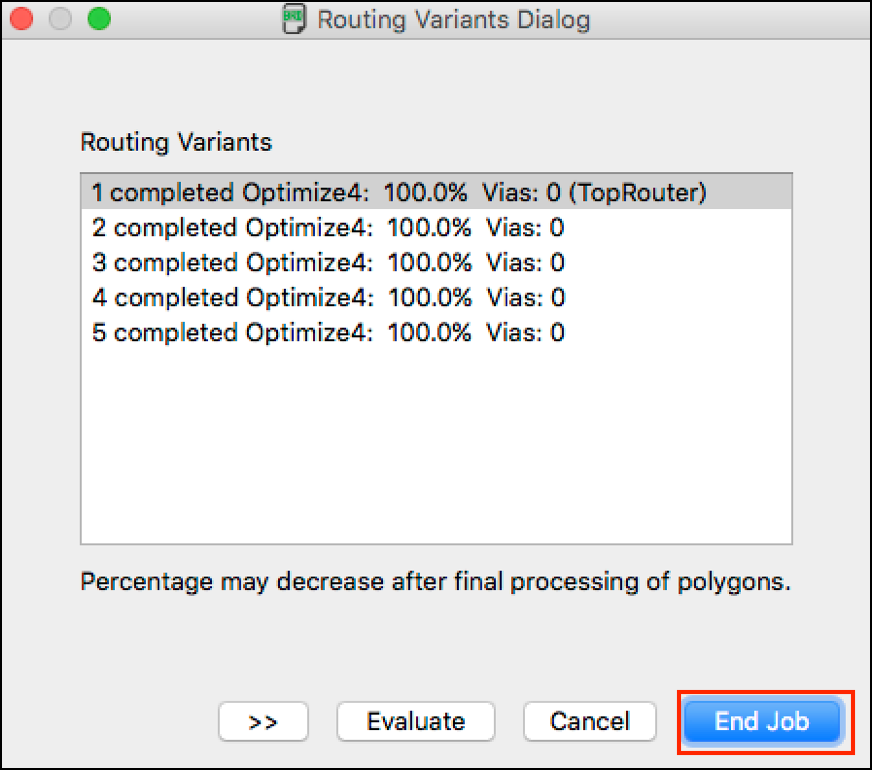 Routing Variants Dialog
Routing Variants
1 completed Optimize4: 100.0% Vias: 0 (TopRouter)
2 completed Optimize4: 100.0% Vias: 0
3 completed Optimize4: 100.0% Vias: 0
4 completed Optimize4: 100.0% Vias: 0
5 completed Optimize4: 100.0% Vias: 0
Percentage may decrease after final processing of polygons.
>> Evaluate Cancel End Job